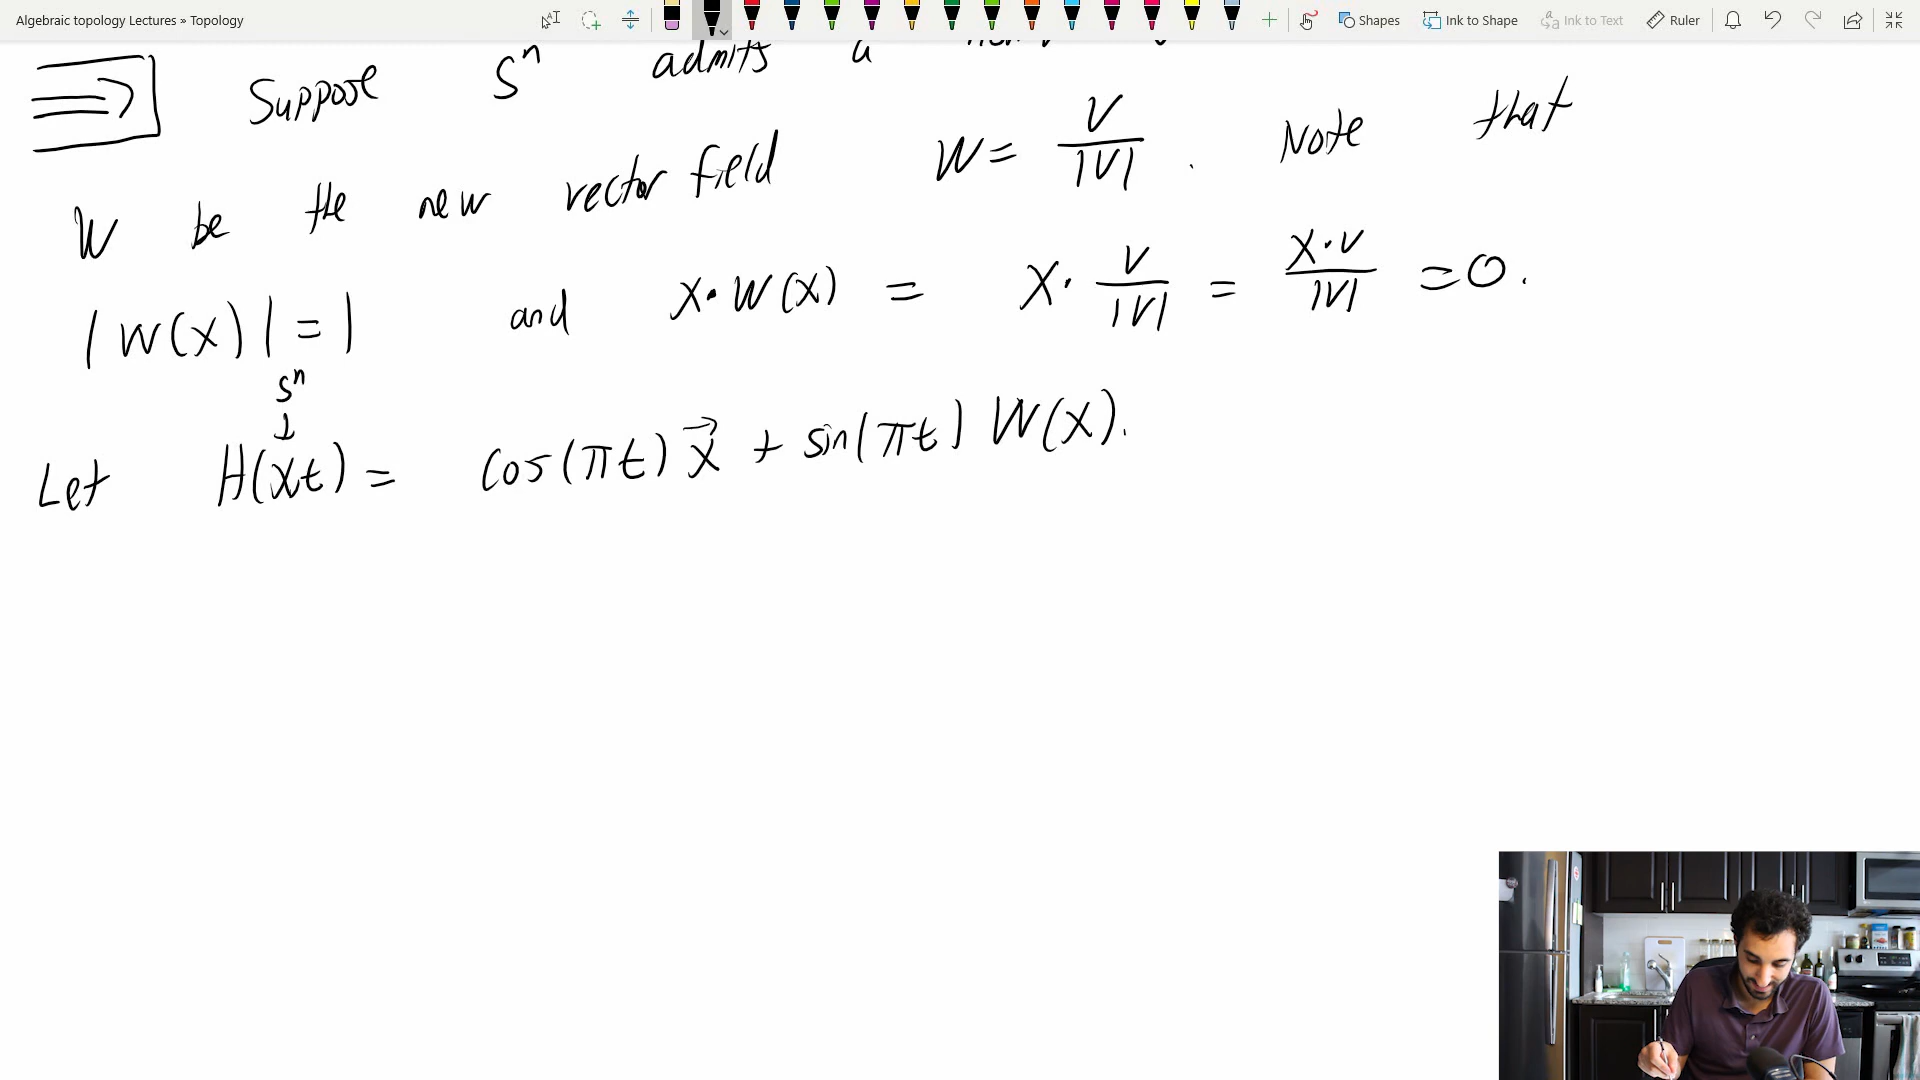 Algebraic topology Lectures » Topology
Shapes
Ink to Shape
Ink to Text
Ruler
Suppose Sⁿ admits a
W be the new vector field W = V/|V| . Note that
|W(x)| = 1 and X·W(x) = X· V/|V| = X·V/|V| = 0.
Sⁿ
↓
Let H(xt) = cos(πt) x⃗ + sin(πt) W(x).